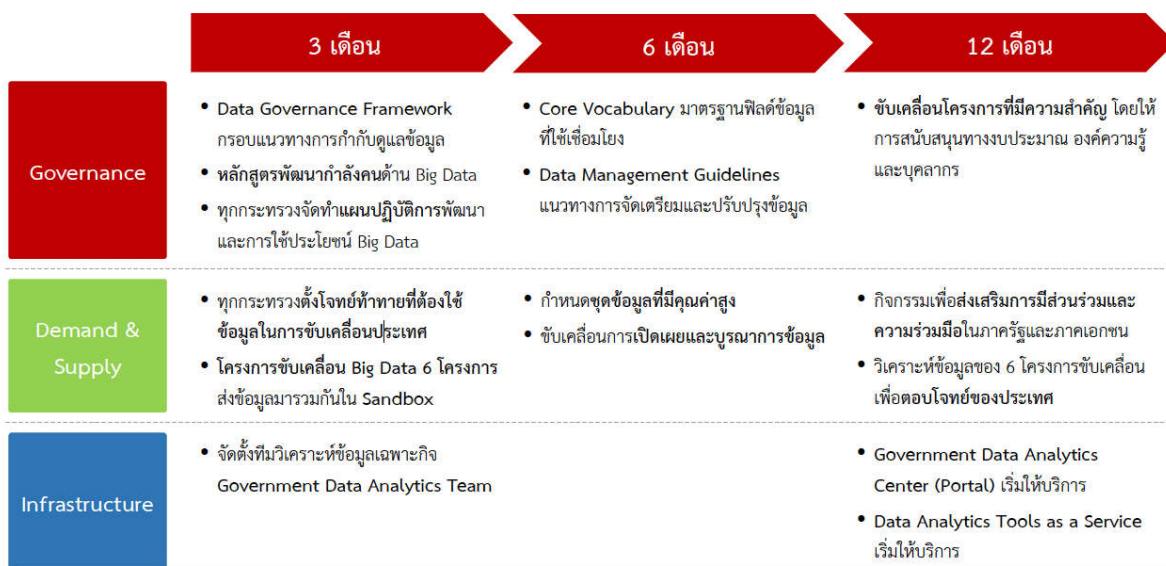 3 เดือน
6 เดือน
12 เดือน
Governance
• Data Governance Framework
กรอบแนวทางการกำกับดูแลข้อมูล
• หลักสูตรพัฒนากำลังคนด้าน Big Data
• ทุกกระทรวงจัดทำแผนปฏิบัติการพัฒนา
และการใช้ประโยชน์ Big Data
• Core Vocabulary มาตรฐานฟิลด์ข้อมูล
ที่ใช้เชื่อมโยง
• Data Management Guidelines
แนวทางการจัดเตรียมและปรับปรุงข้อมูล
• ขับเคลื่อนโครงการที่มีความสำคัญ โดยให้
การสนับสนุนทางงบประมาณ องค์ความรู้
และบุคลากร
Demand &
Supply
• ทุกกระทรวงตั้งโจทย์ท้าทายที่ต้องใช้
ข้อมูลในการขับเคลื่อนประเทศ
• โครงการขับเคลื่อน Big Data 6 โครงการ
ส่งข้อมูลมารวมกันใน Sandbox
• กำหนดชุดข้อมูลที่มีคุณค่าสูง
• ขับเคลื่อนการเปิดเผยและบูรณาการข้อมูล
• กิจกรรมเพื่อส่งเสริมการมีส่วนร่วมและ
ความร่วมมือในภาครัฐและภาคเอกชน
• วิเคราะห์ข้อมูลของ 6 โครงการขับเคลื่อน
เพื่อตอบโจทย์ของประเทศ
Infrastructure
• จัดตั้งทีมวิเคราะห์ข้อมูลเฉพาะกิจ
Government Data Analytics Team
• Government Data Analytics
Center (Portal) เริ่มให้บริการ
• Data Analytics Tools as a Service
เริ่มให้บริการ